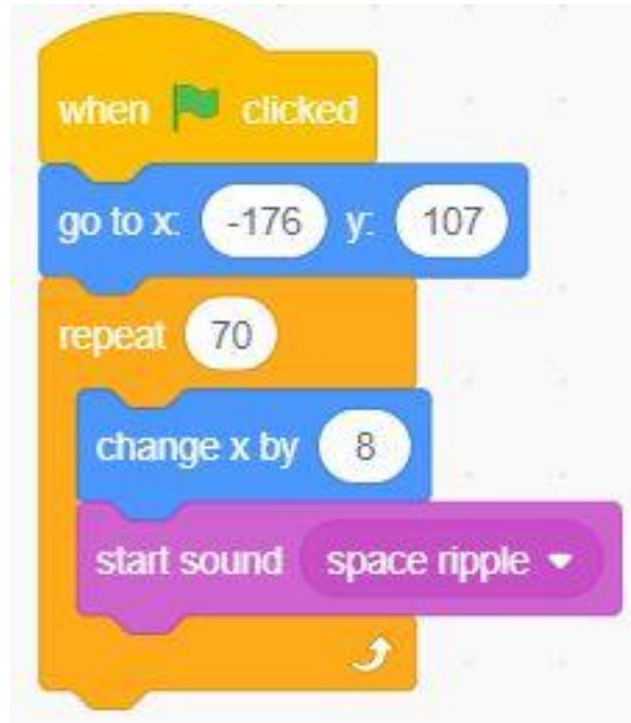 when clicked
go to x: -176 y: 107
repeat 70
change x by 8
start sound space ripple